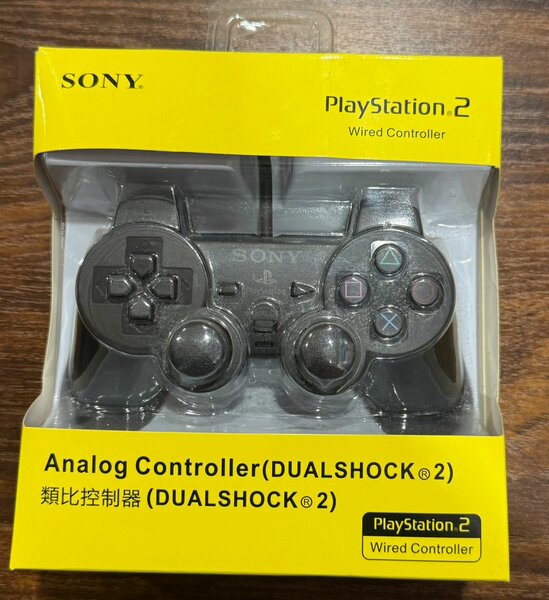 SONY®
PlayStation®2
Wired Controller
SONY
PlayStation
Analog Controller(DUALSHOCK®2)
類比控制器(DUALSHOCK®2)
PlayStation®2
Wired Controller